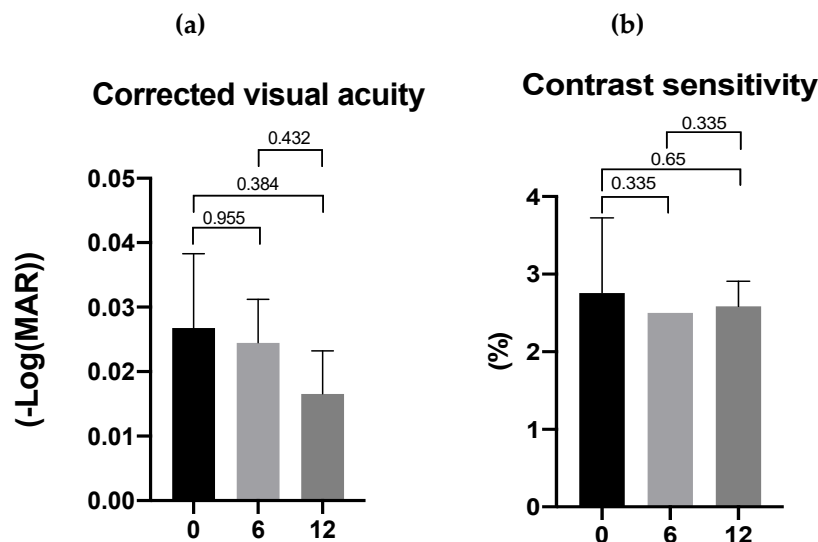 (a)
Corrected visual acuity
0.432
0.384
0.955
(-Log(MAR))
0.05
0.04
0.03
0.02
0.01
0.00
0 6 12
(b)
Contrast sensitivity
0.335
0.65
0.335
(%)
4
3
2
1
0
0 6 12